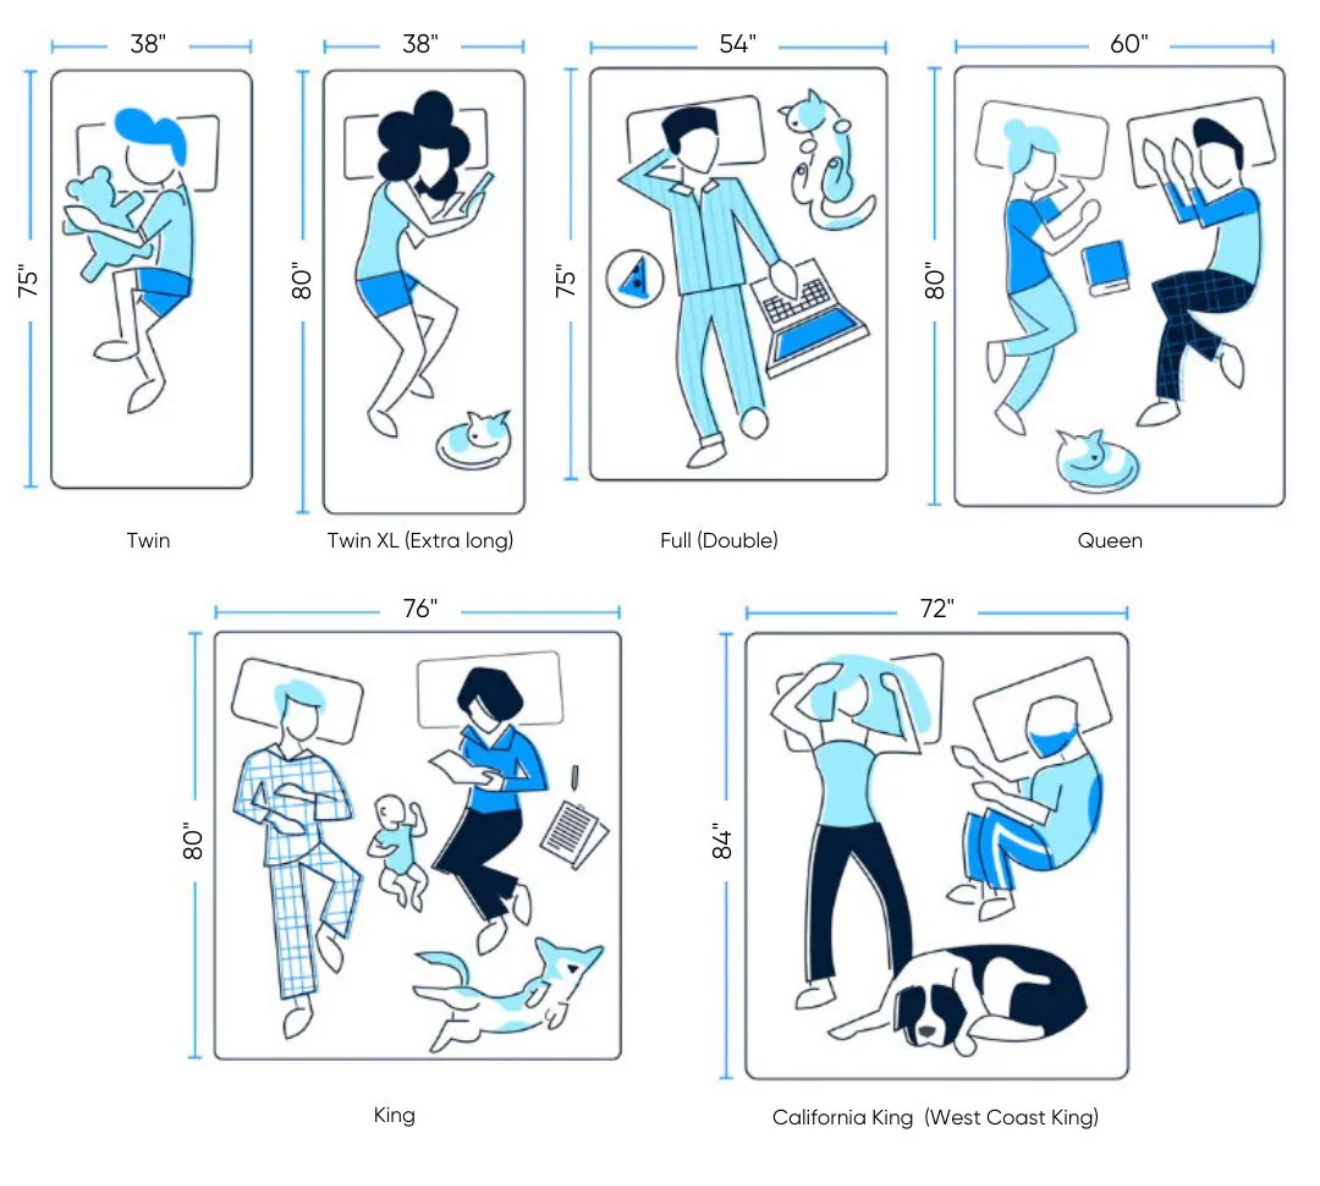 38"
38"
54"
60"
75"
80"
75"
80"
Twin
Twin XL (Extra long)
Full (Double)
Queen
76"
72"
80"
84"
King
California King (West Coast King)